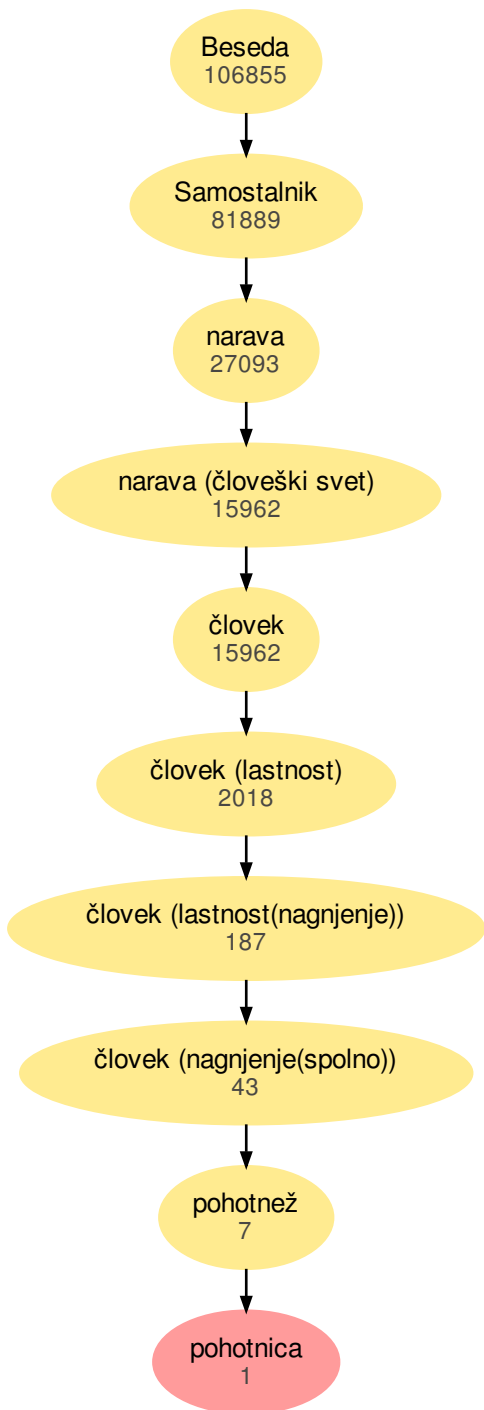 Beseda
106855
Samostalnik
81889
narava
27093
narava (človeški svet)
15962
človek
15962
človek (lastnost)
2018
človek (lastnost(nagnjenje))
187
človek (nagnjenje(spolno))
43
pohotnež
7
pohotnica
1